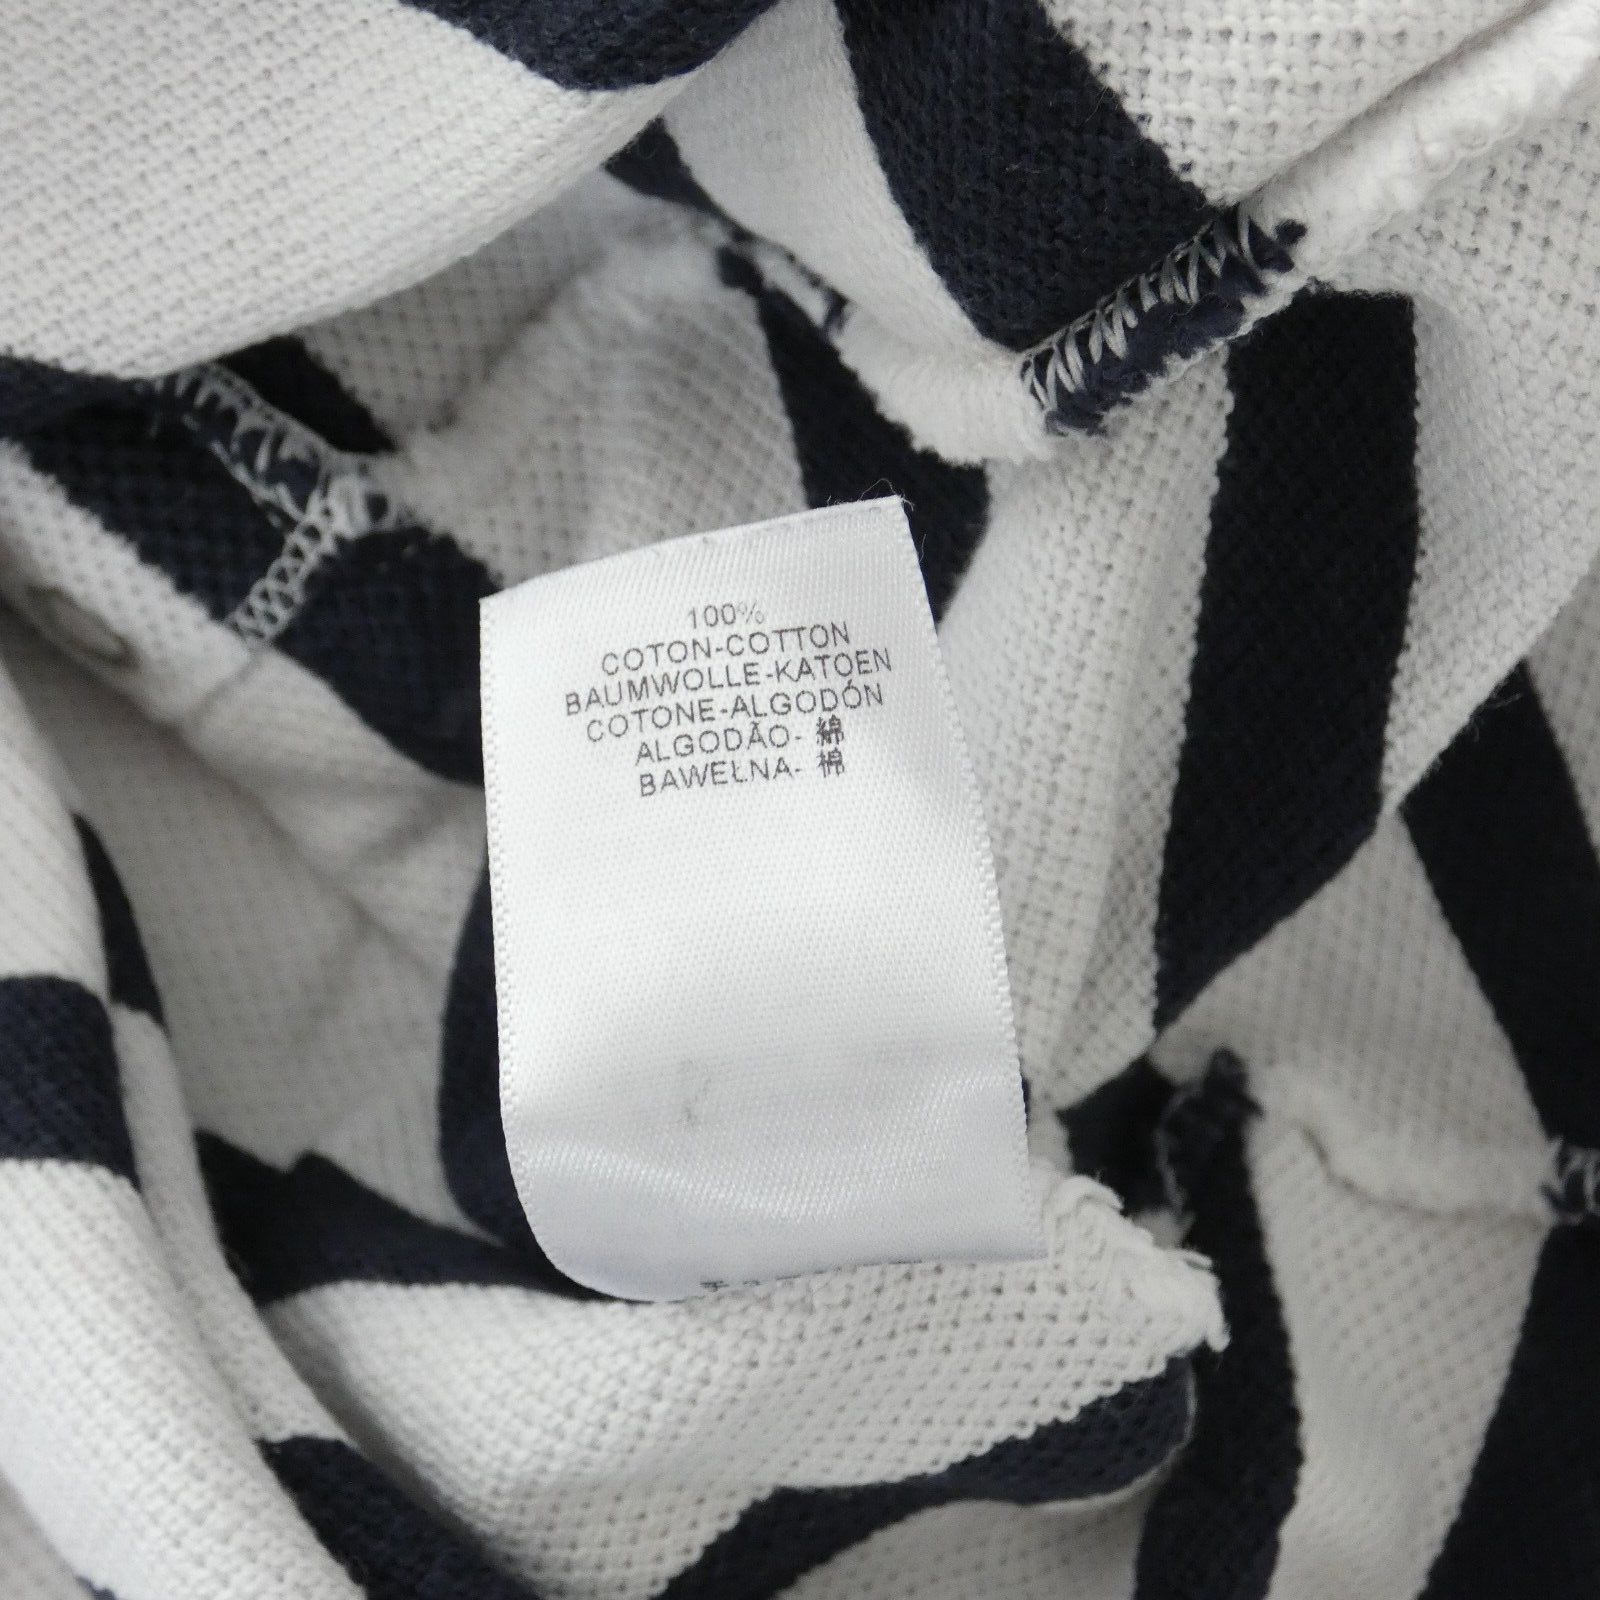 100%
COTON-COTTON
BAUMWOLLE-KATOEN
COTONE-ALGODÓN
ALGODÃO- 綿
BAWEŁNA- 棉